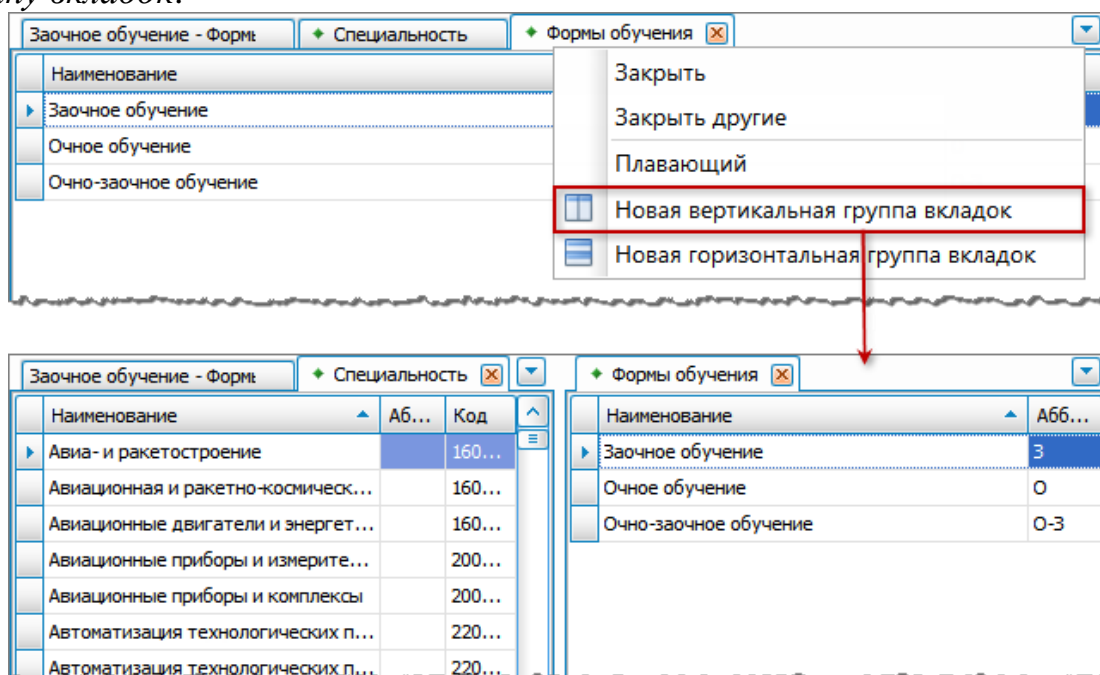 вкладок.
Заочное обучение - Форм Специальность Формы обучения
Наименование
Заочное обучение
Очное обучение
Очно-заочное обучение
Закрыть
Закрыть другие
Плавающий
Новая вертикальная группа вкладок
Новая горизонтальная группа вкладок
Заочное обучение - Форм Специальность Формы обучения
Наименование Аб... Код
Авиа- и ракетостроение 160...
Авиационная и ракетно-космическ... 160...
Авиационные двигатели и энергет... 160...
Авиационные приборы и измерите... 200...
Авиационные приборы и комплексы 200...
Автоматизация технологических п... 220...
Автоматизация технологических п... 220...
Наименование Абб...
Заочное обучение З
Очное обучение О
Очно-заочное обучение О-З